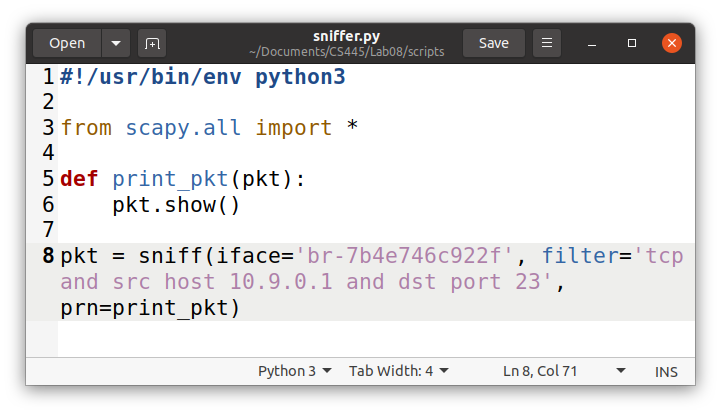 Open
sniffer.py
~/Documents/CS445/Lab08/scripts
Save
1 #!/usr/bin/env python3
2
3 from scapy.all import *
4
5 def print_pkt(pkt):
6     pkt.show()
7
8 pkt = sniff(iface='br-7b4e746c922f', filter='tcp
and src host 10.9.0.1 and dst port 23',
prn=print_pkt)
Python 3 Tab Width: 4 Ln 8, Col 71 INS